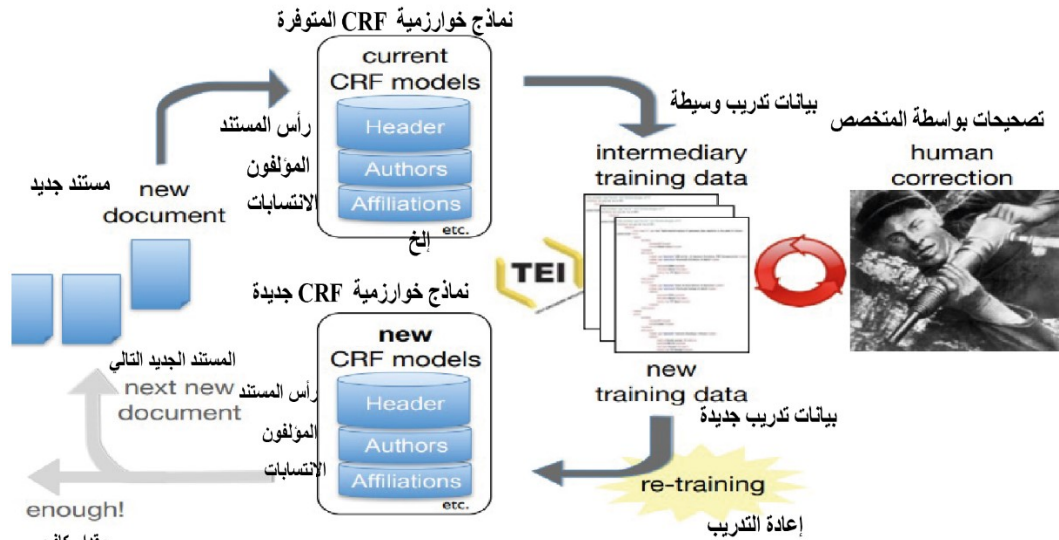 نماذج خوارزمية CRF المتوفرة
current
CRF models
رأس المستند
Header
المؤلفون
Authors
الانتسابات
Affiliations
etc.
إلخ
مستند جديد
new
document
بيانات تدريب وسيطة
intermediary
training data
تصحيحات بواسطة المتخصص
human
correction
TEI
نماذج خوارزمية CRF جديدة
new
CRF models
رأس المستند
Header
المؤلفون
Authors
الانتسابات
Affiliations
etc.
المستند الجديد التالي
next new
document
new
training data
بيانات تدريب جديدة
re-training
إعادة التدريب
enough!